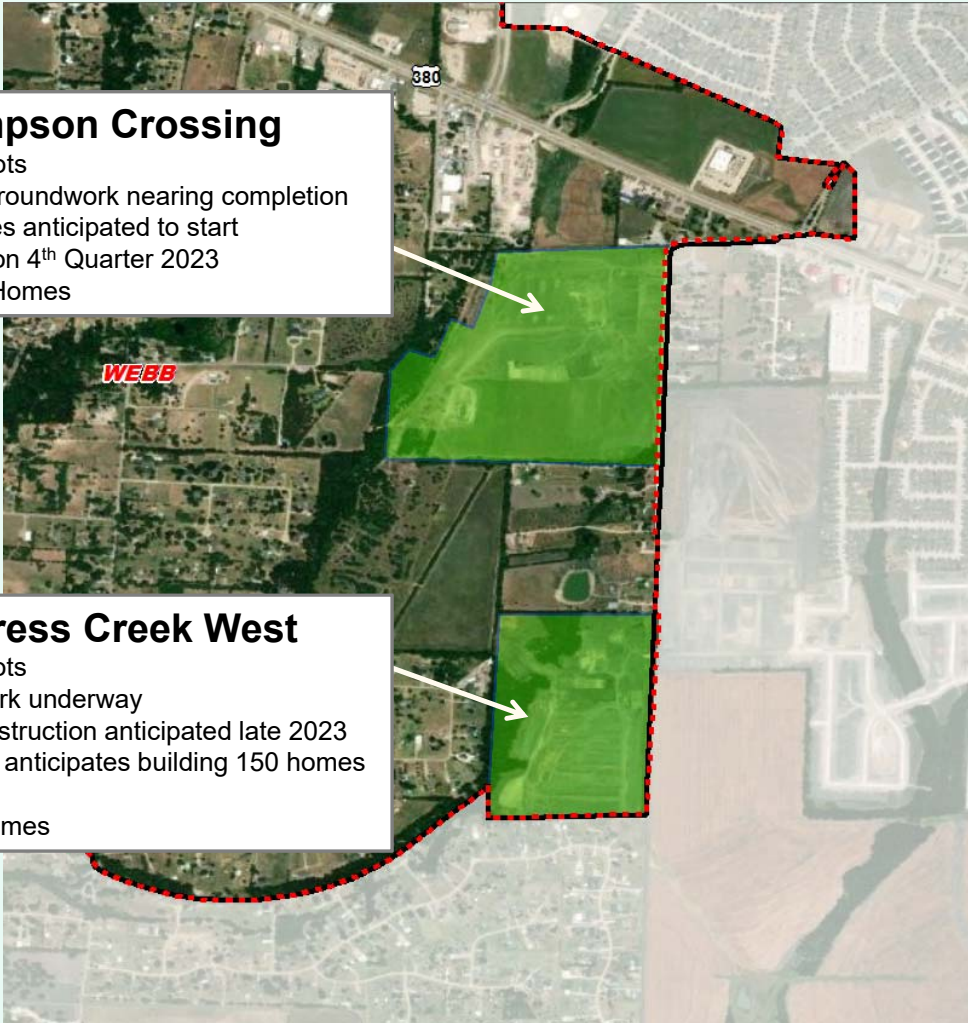 380
npson Crossing
ots
roundwork nearing completion
es anticipated to start
on 4th Quarter 2023
Homes
WEBB
ress Creek West
ots
rk underway
struction anticipated late 2023
anticipates building 150 homes
mes